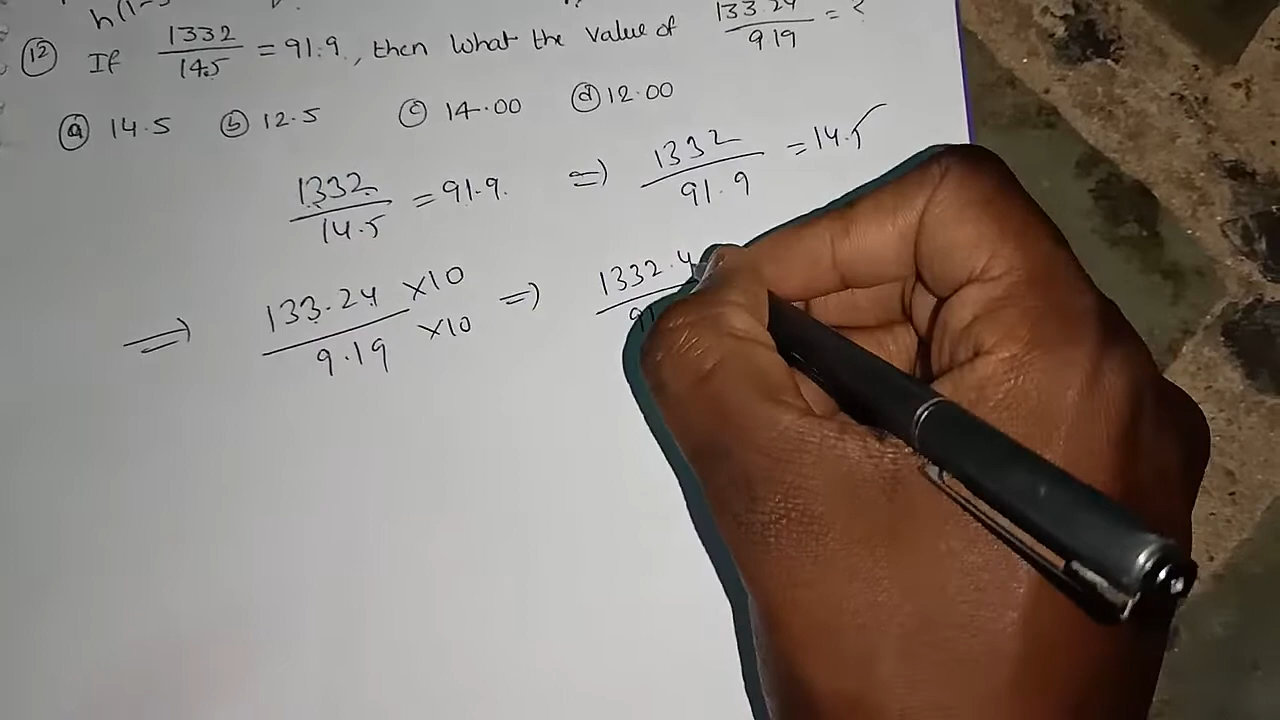 h(1-
12 If 1332/14.5 = 91.9, then what the value of 133.24/919 = ?
a 14.5 b 12.5 c 14.00 d 12.00
1332/14.5 = 91.9. => 1332/91.9 = 14.5
=> 133.24/9.19 ×10/×10 => 1332.4/9